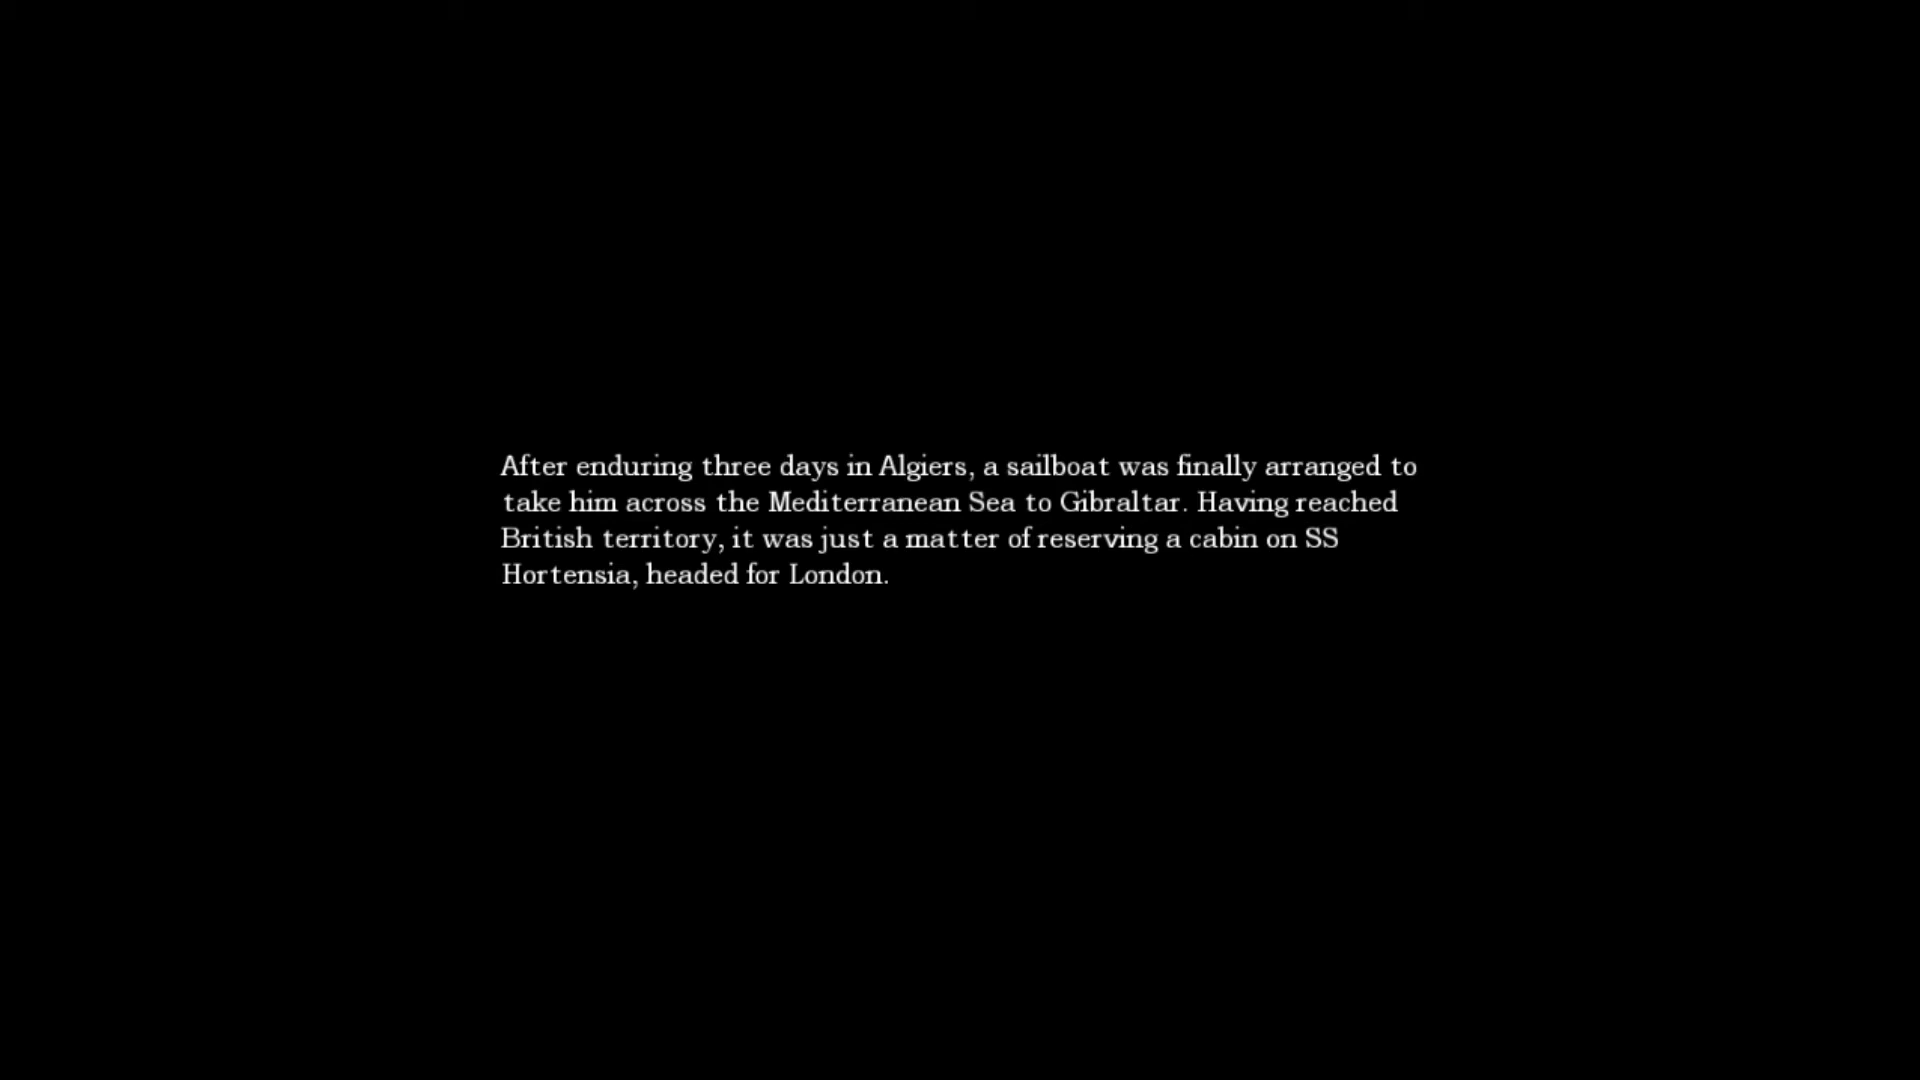 After enduring three days in Algiers, a sailboat was finally arranged to
take him across the Mediterranean Sea to Gibraltar. Having reached
British territory, it was just a matter of reserving a cabin on SS
Hortensia, headed for London.